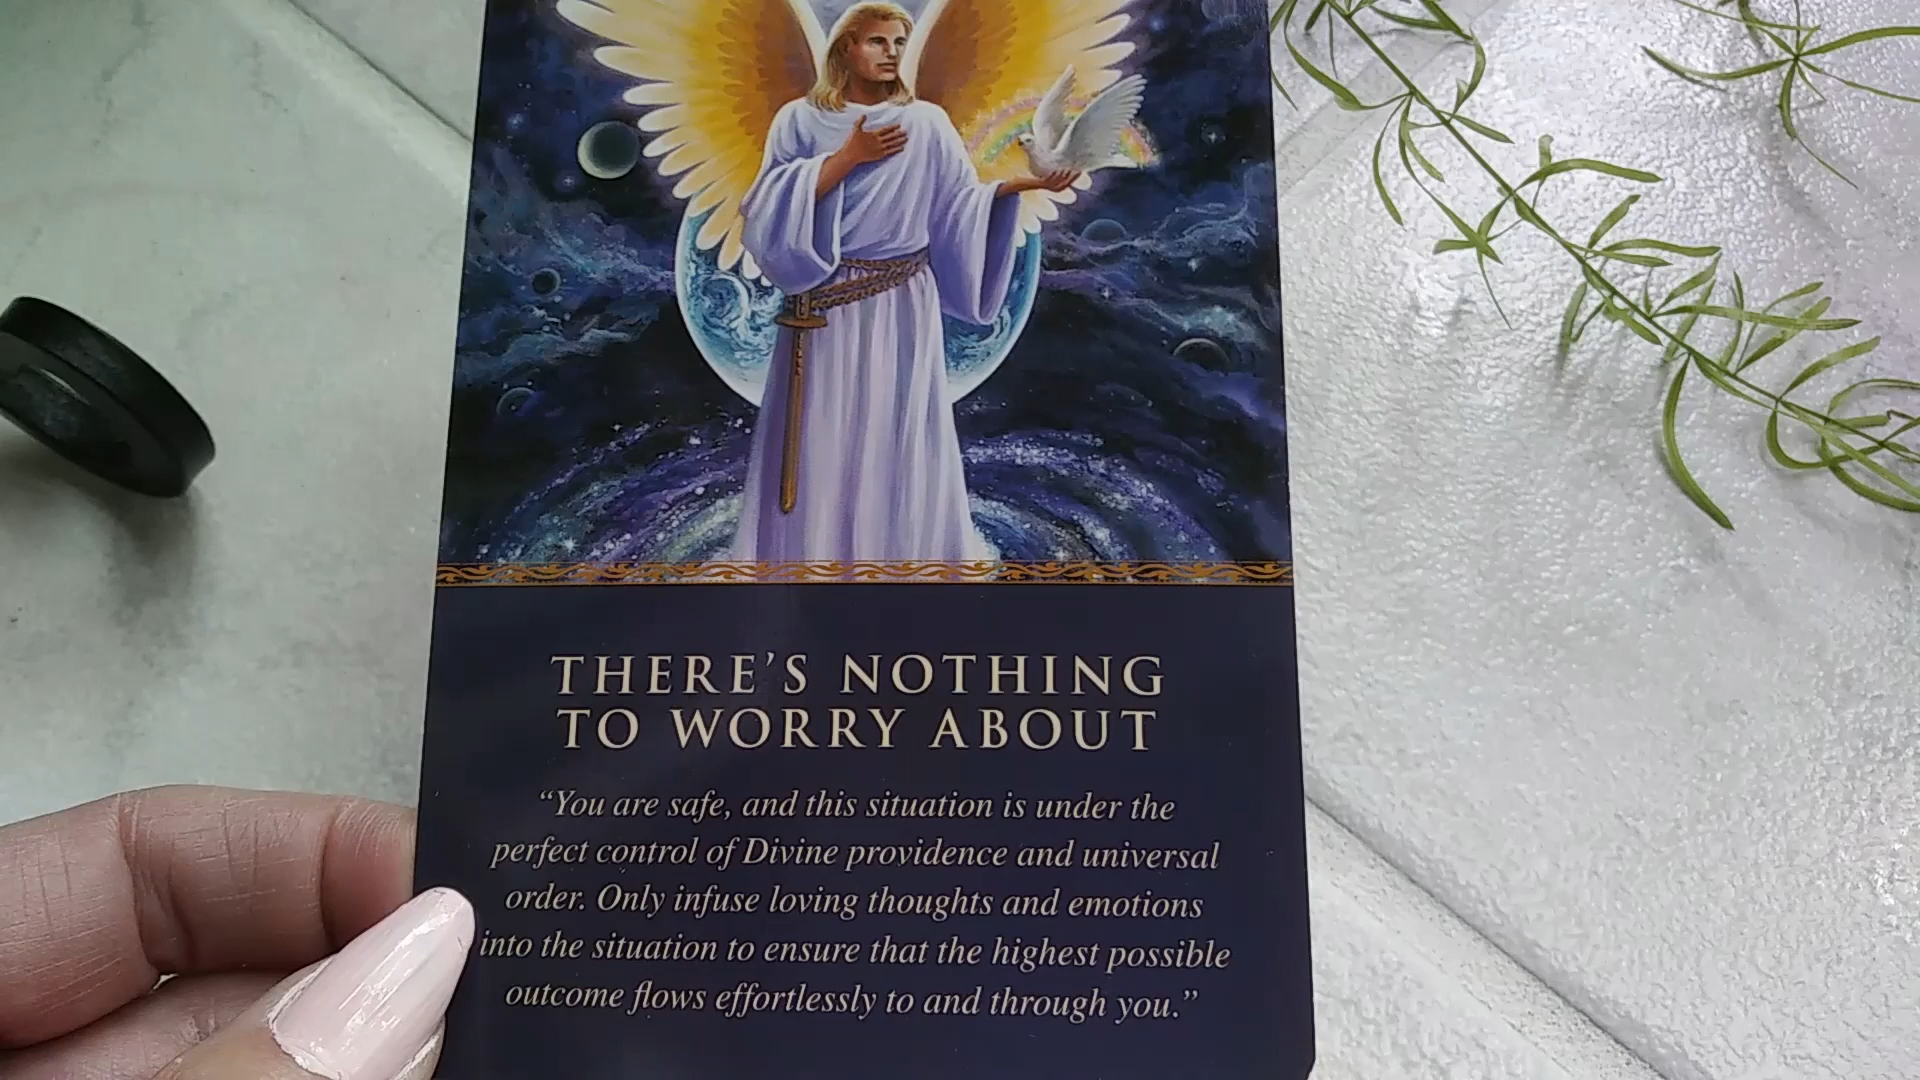 THERE’S NOTHING
TO WORRY ABOUT
“You are safe, and this situation is under the
perfect control of Divine providence and universal
order. Only infuse loving thoughts and emotions
into the situation to ensure that the highest possible
outcome flows effortlessly to and through you.”